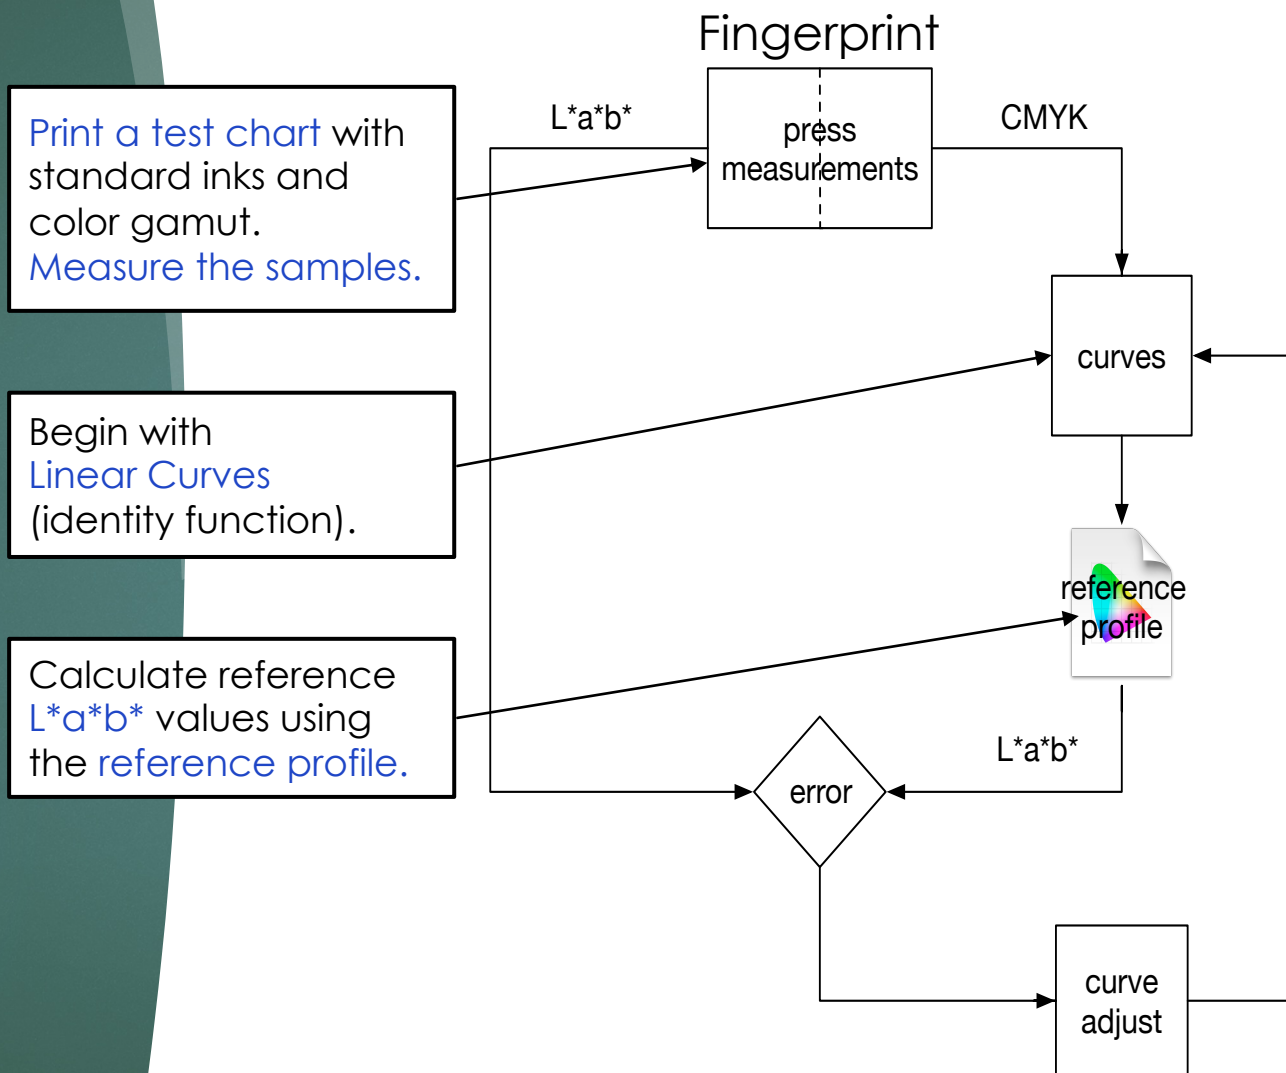 Fingerprint
Print a test chart with
standard inks and
color gamut.
Measure the samples.
L*a*b*
press
measurements
CMYK
curves
Begin with
Linear Curves
(identity function).
reference
profile
Calculate reference
L*a*b* values using
the reference profile.
L*a*b*
error
curve
adjust